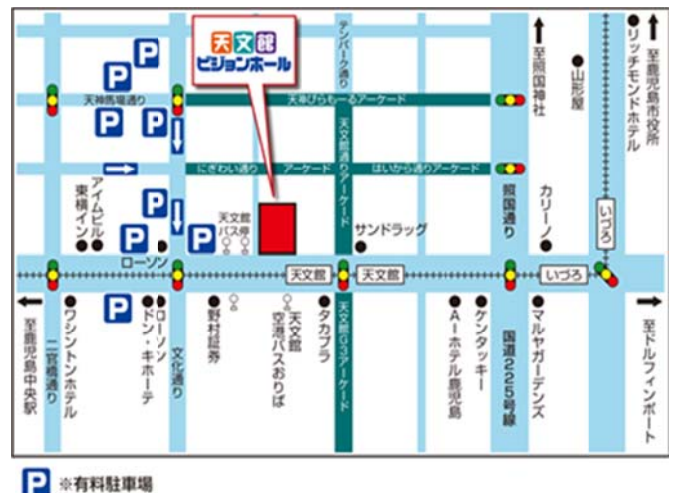 天文館
ビジョンホール
テンパーク通り
至照国神社
山形屋
リッチモンドホテル
至鹿児島市役所
P
P
天神馬場通り
天神ぴらもーるアーケード
P
P
天文館通りアーケード
にぎわい通り
アーケード
はいから通りアーケード
東横イン
アイムビル
P
P
P
天文館
バス停
サンドラッグ
照国通り
カリーノ
いづろ
ローソン
天文館
天文館
いづろ
至鹿児島中央駅
二官橋通り
ワシントンホテル
P
ドン・キホーテ
ローソン
文化通り
野村証券
天文館
空港バスおりば
タカプラ
天文館G3アーケード
A－ホテル鹿児島
ケンタッキー
国道225号線
マルヤガーデンズ
至ドルフィンポート
P ※有料駐車場